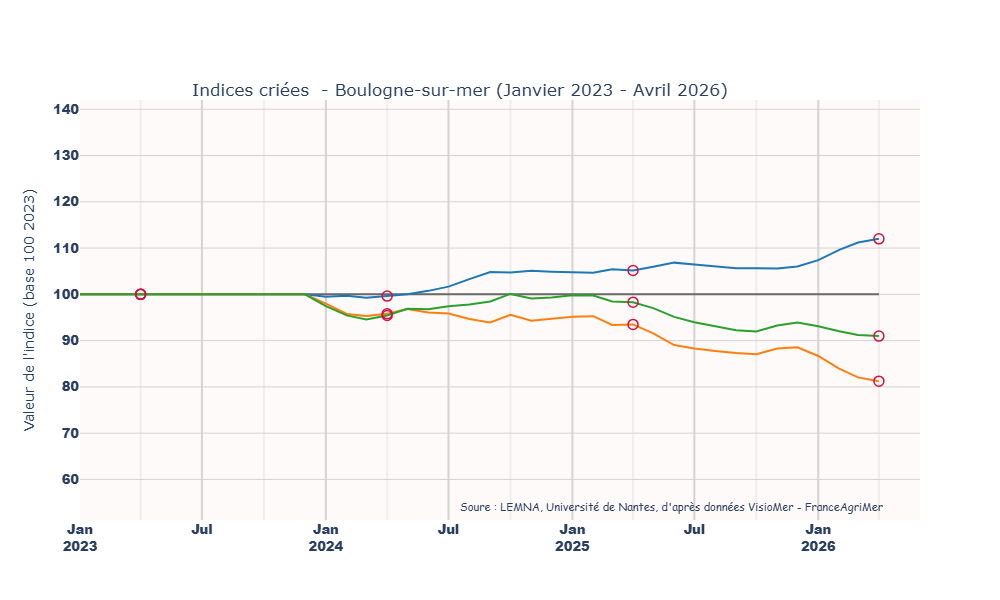 Indices criées  - Boulogne-sur-mer (Janvier 2023 - Avril 2026)
Valeur de l'indice (base 100 2023)
140
130
120
110
100
90
80
70
60
Soure : LEMNA, Université de Nantes, d'après données VisioMer - FranceAgriMer
Jan Jul Jan Jul Jan Jul Jan
2023 2024 2025 2026